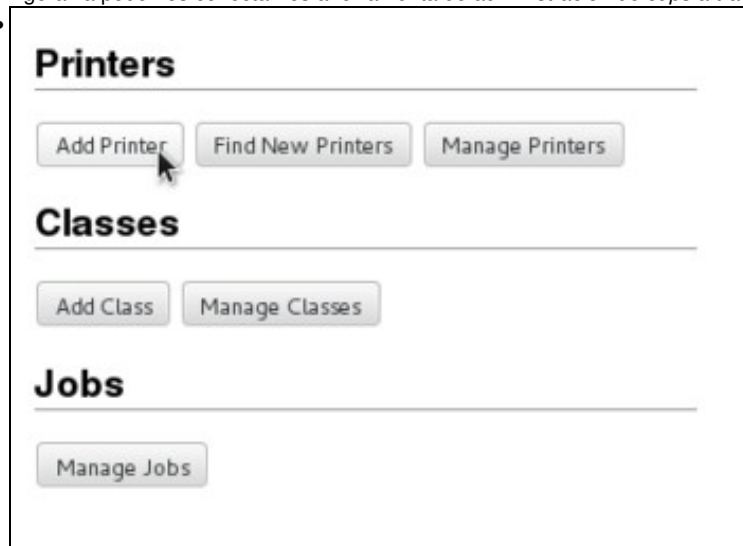 Printers
Add Printer Find New Printers Manage Printers
Classes
Add Class Manage Classes
Jobs
Manage Jobs